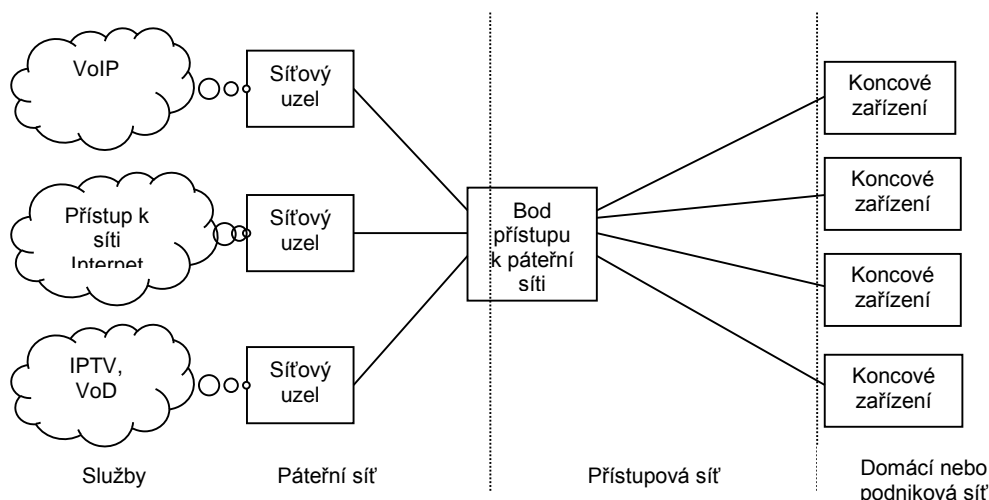 VoIP
Síťový
uzel
Přístup k
síti
Internet
Síťový
uzel
IPTV,
VoD
Síťový
uzel
Bod
přístupu
k páteřní
síti
Koncové
zařízení
Koncové
zařízení
Koncové
zařízení
Koncové
zařízení
Služby
Páteřní síť
Přístupová síť
Domácí nebo
podniková síť